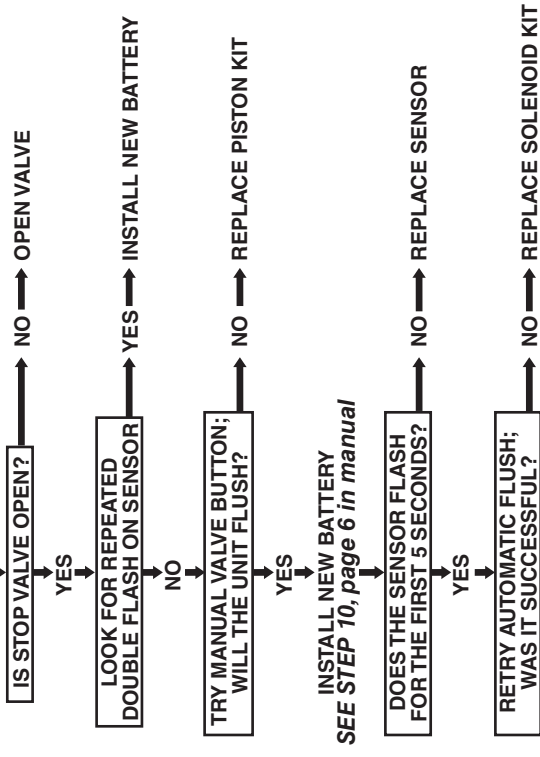 IS STOP VALVE OPEN?
NO
OPEN VALVE
YES
LOOK FOR REPEATED
DOUBLE FLASH ON SENSOR
YES
INSTALL NEW BATTERY
NO
TRY MANUAL VALVE BUTTON;
WILL THE UNIT FLUSH?
NO
REPLACE PISTON KIT
YES
INSTALL NEW BATTERY
SEE STEP 10, page 6 in manual
DOES THE SENSOR FLASH
FOR THE FIRST 5 SECONDS?
NO
REPLACE SENSOR
YES
RETRY AUTOMATIC FLUSH;
WAS IT SUCCESSFUL?
NO
REPLACE SOLENOID KIT